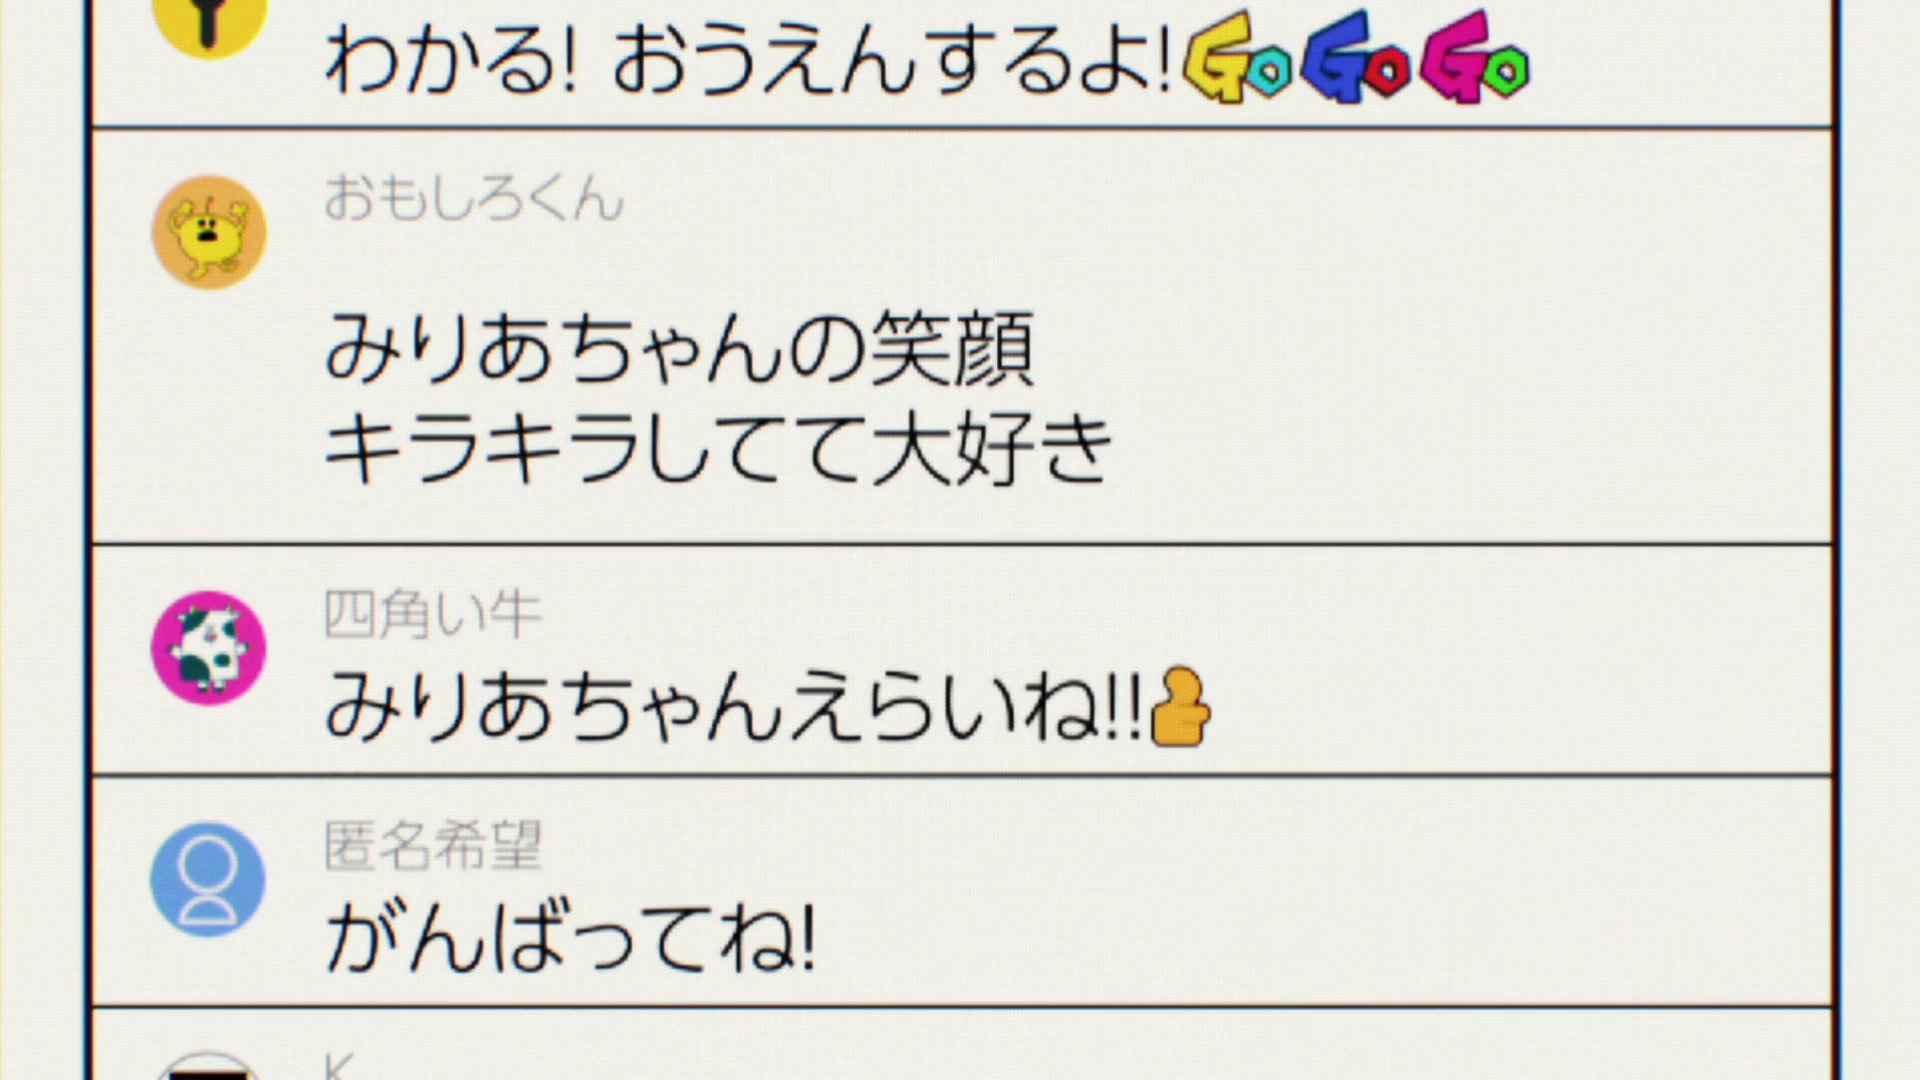 わかる! おうえんするよ!GoGoGo
おもしろくん
みりあちゃんの笑顔
キラキラしてて大好き
四角い牛
みりあちゃんえらいね!!
匿名希望
がんばってね!
K